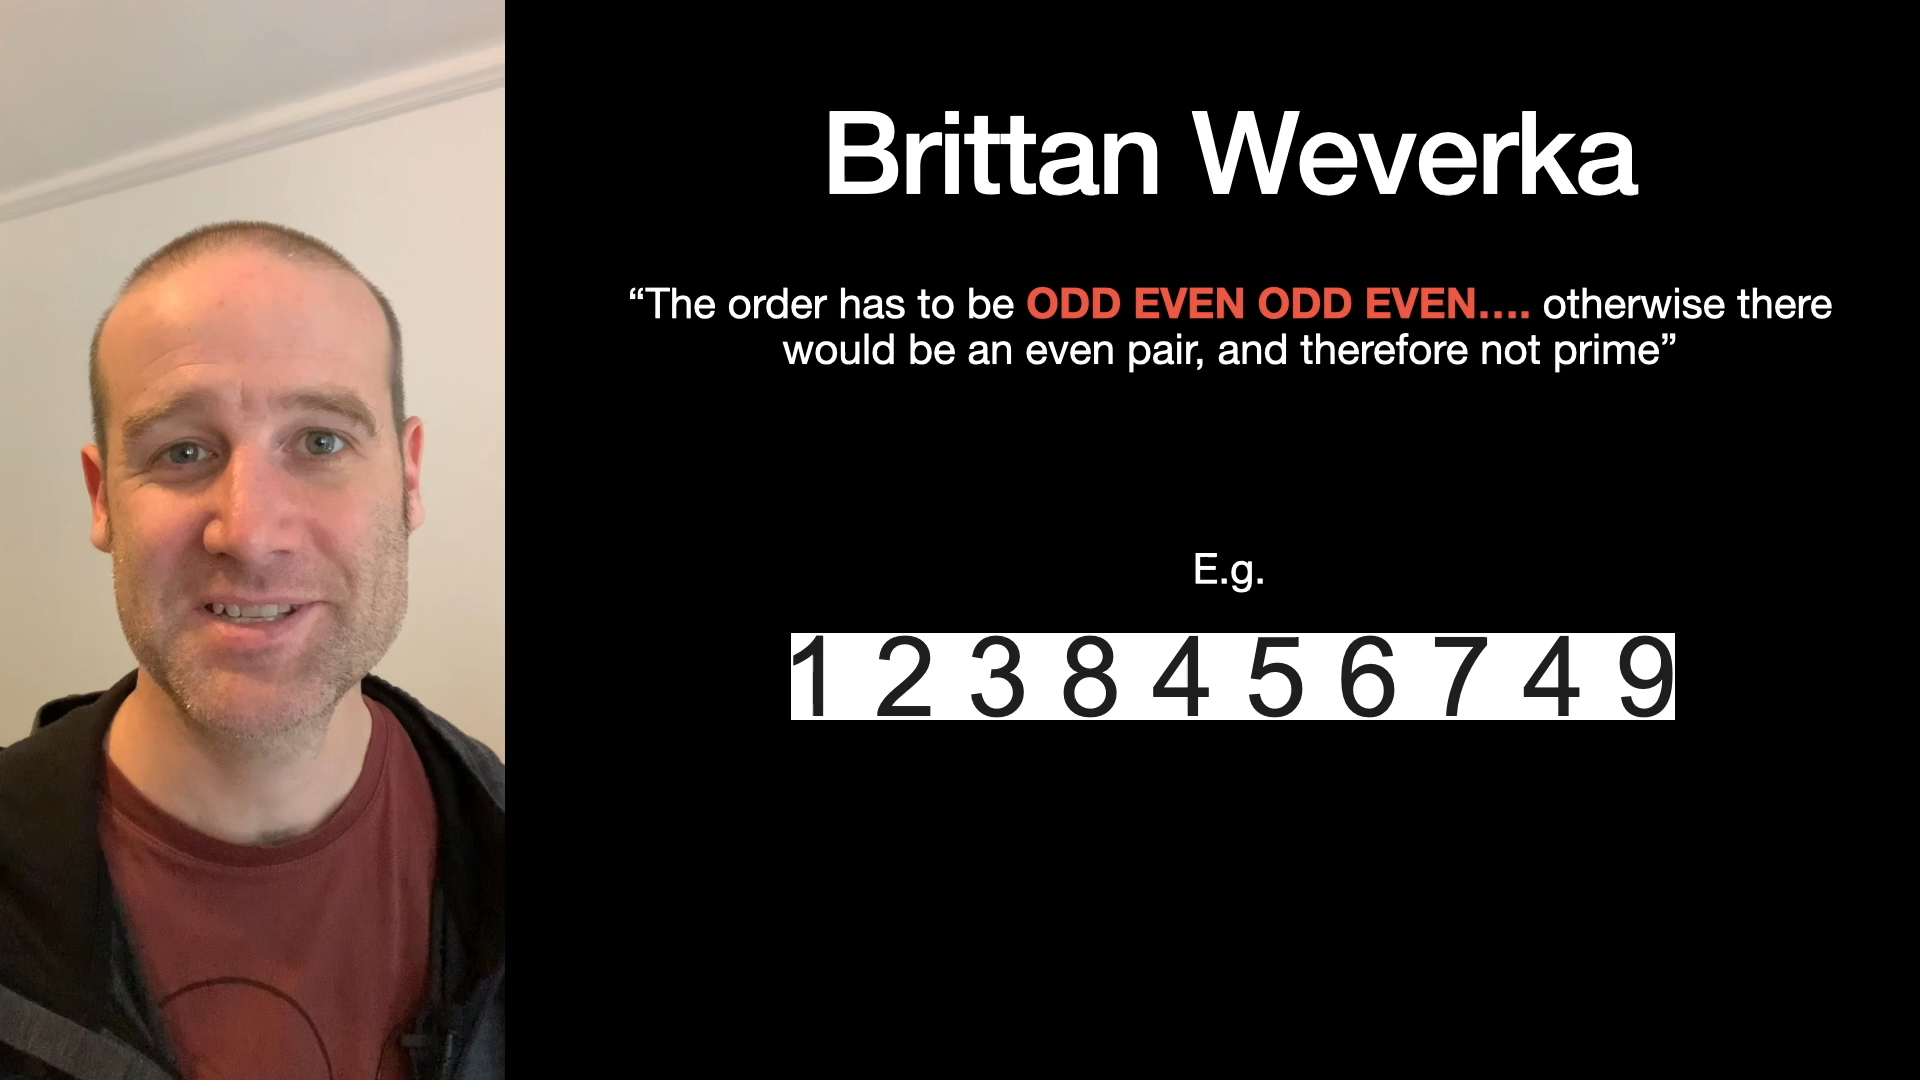 Brittan Weverka
“The order has to be ODD EVEN ODD EVEN…. otherwise there
would be an even pair, and therefore not prime”
E.g.
1 2 3 8 4 5 6 7 4 9